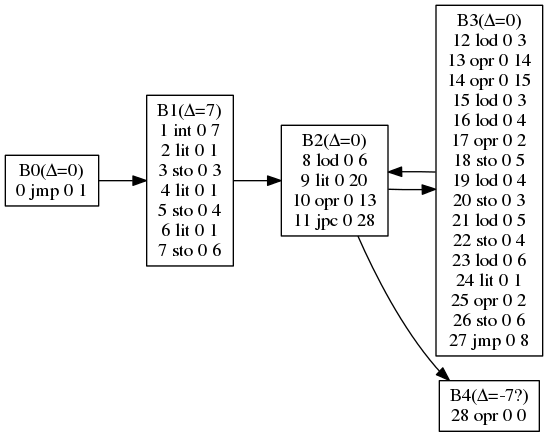 B0(Δ=0)
0 jmp 0 1
B1(Δ=7)
1 int 0 7
2 lit 0 1
3 sto 0 3
4 lit 0 1
5 sto 0 4
6 lit 0 1
7 sto 0 6
B2(Δ=0)
8 lod 0 6
9 lit 0 20
10 opr 0 13
11 jpc 0 28
B3(Δ=0)
12 lod 0 3
13 opr 0 14
14 opr 0 15
15 lod 0 3
16 lod 0 4
17 opr 0 2
18 sto 0 5
19 lod 0 4
20 sto 0 3
21 lod 0 5
22 sto 0 4
23 lod 0 6
24 lit 0 1
25 opr 0 2
26 sto 0 6
27 jmp 0 8
B4(Δ=-7?)
28 opr 0 0